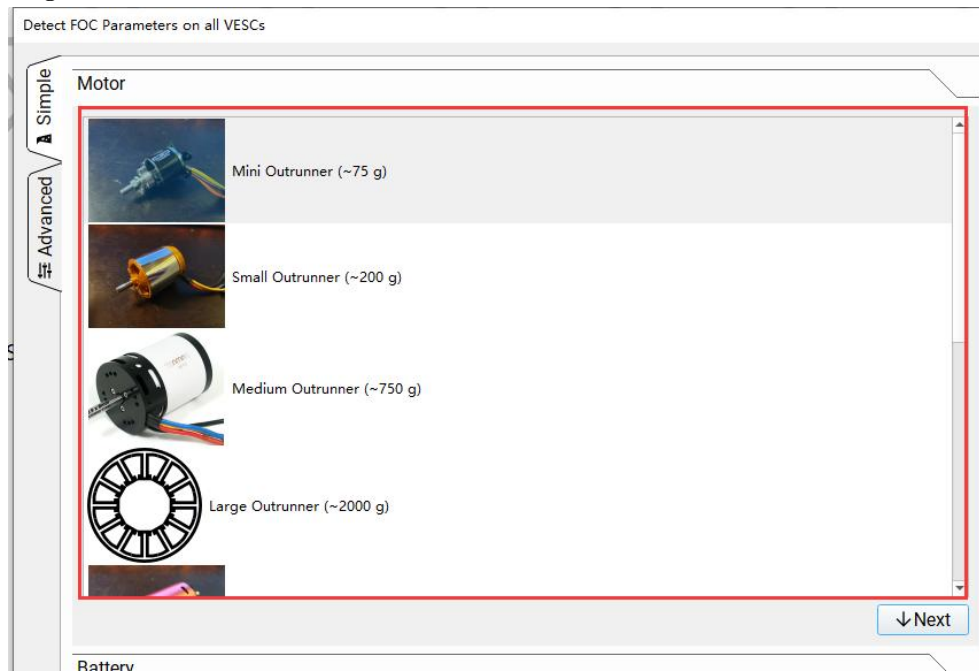 Detect FOC Parameters on all VESCs
Simple
Motor
Mini Outrunner (~75 g)
Advanced
Small Outrunner (~200 g)
Medium Outrunner (~750 g)
Large Outrunner (~2000 g)
Next
Battery